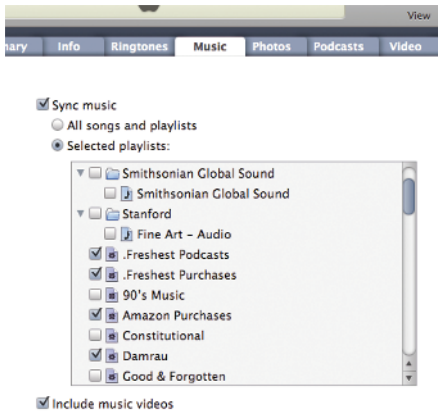 View
Info Ringtones Music Photos Podcasts Video
Sync music
All songs and playlists
Selected playlists:
Smithsonian Global Sound
Smithsonian Global Sound
Stanford
Fine Art - Audio
.Freshest Podcasts
.Freshest Purchases
90's Music
Amazon Purchases
Constitutional
Damrau
Good & Forgotten
Include music videos